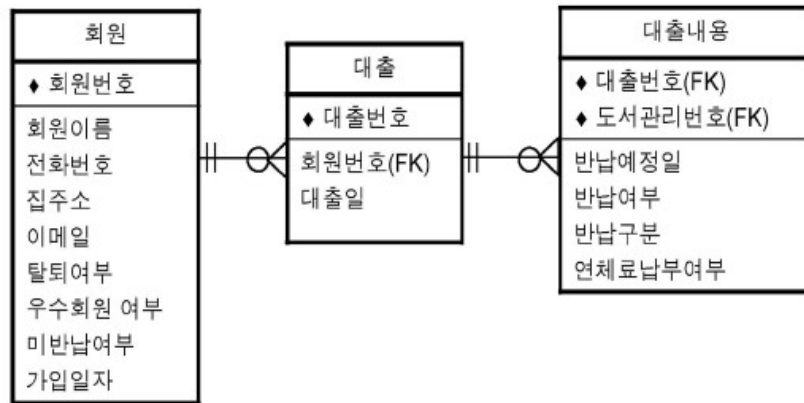 회원
◆ 회원번호
회원이름
전화번호
집주소
이메일
탈퇴여부
우수회원 여부
미반납여부
가입일자
대출
◆ 대출번호
회원번호(FK)
대출일
대출내용
◆ 대출번호(FK)
◆ 도서관리번호(FK)
반납예정일
반납여부
반납구분
연체료납부여부